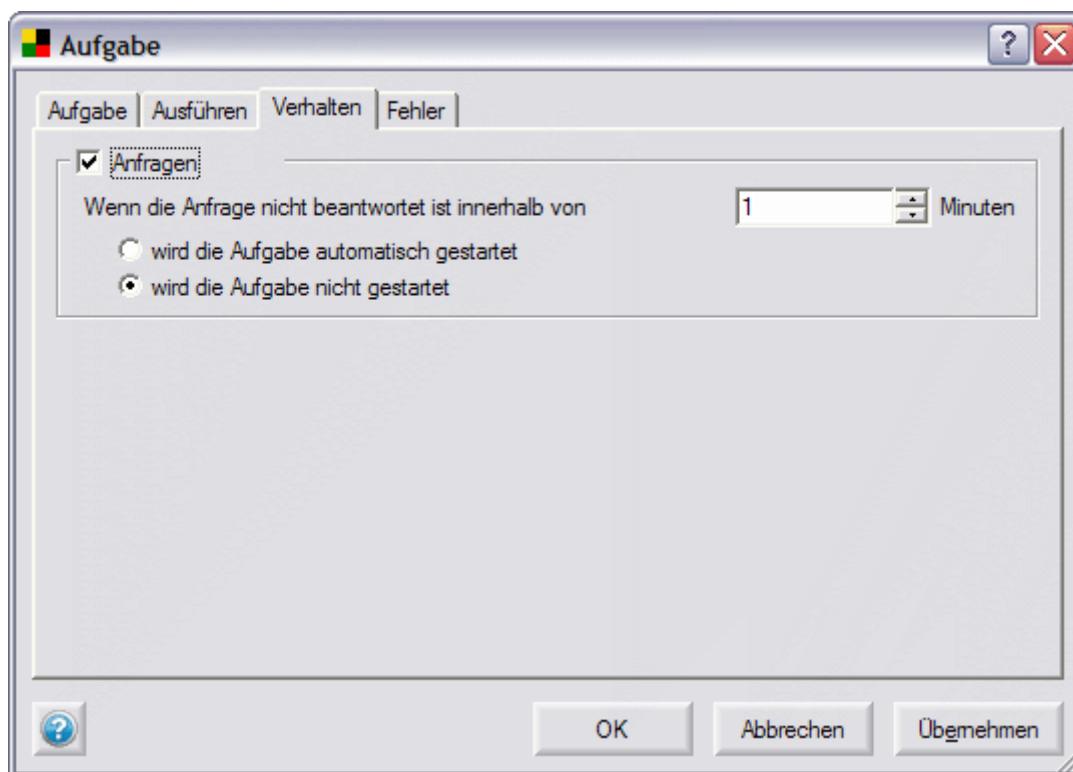 Aufgabe
Aufgabe Ausführen Verhalten Fehler
Anfragen
Wenn die Anfrage nicht beantwortet ist innerhalb von 1 Minuten
wird die Aufgabe automatisch gestartet
wird die Aufgabe nicht gestartet
OK Abbrechen Übernehmen